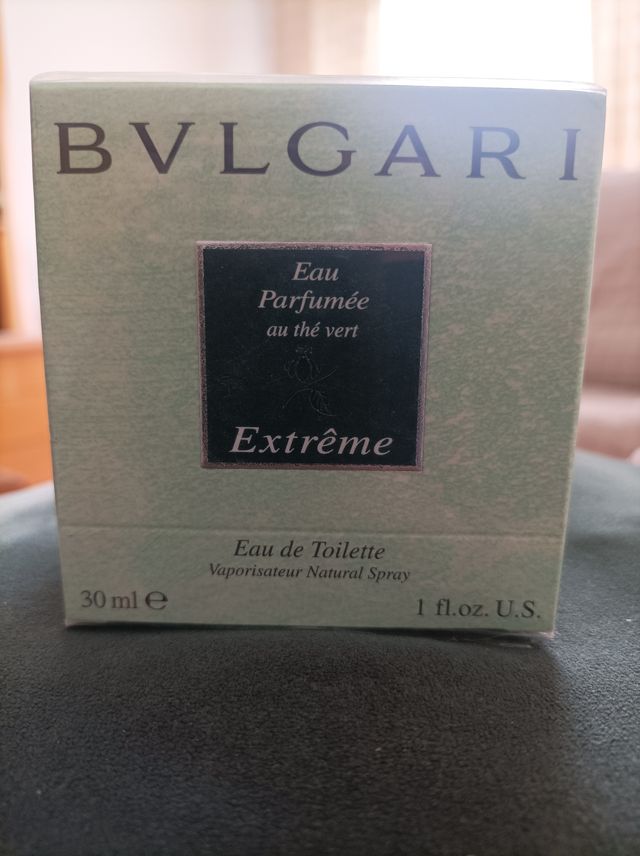 BVLGARI
Eau
Parfumée
au thé vert
Extrême
Eau de Toilette
Vaporisateur Natural Spray
30 ml ℮
1 fl.oz. U.S.